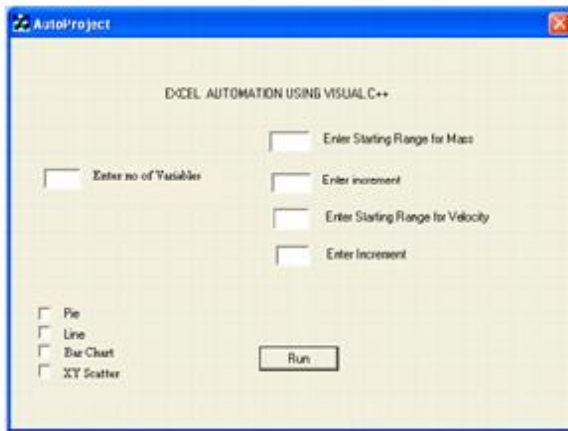 AutoProject
EXCEL AUTOMATION USING VISUAL C++
Enter Starting Range for Mass
Enter no of Variables
Enter increment
Enter Starting Range for Velocity
Enter Increment
Pie
Line
Bar Chart
XY Scatter
Run